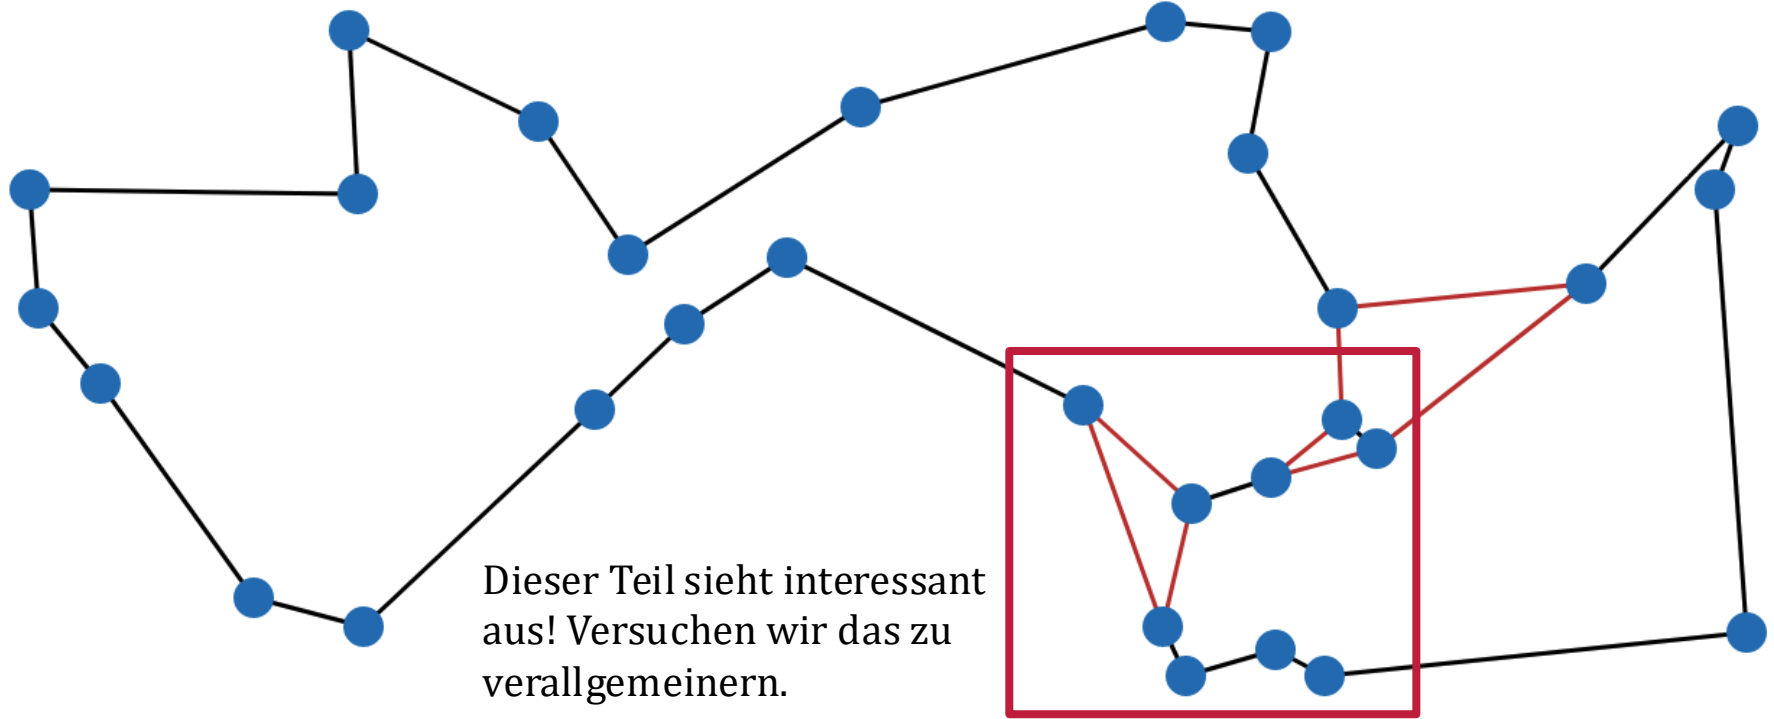 Dieser Teil sieht interessant
aus! Versuchen wir das zu
verallgemeinern.